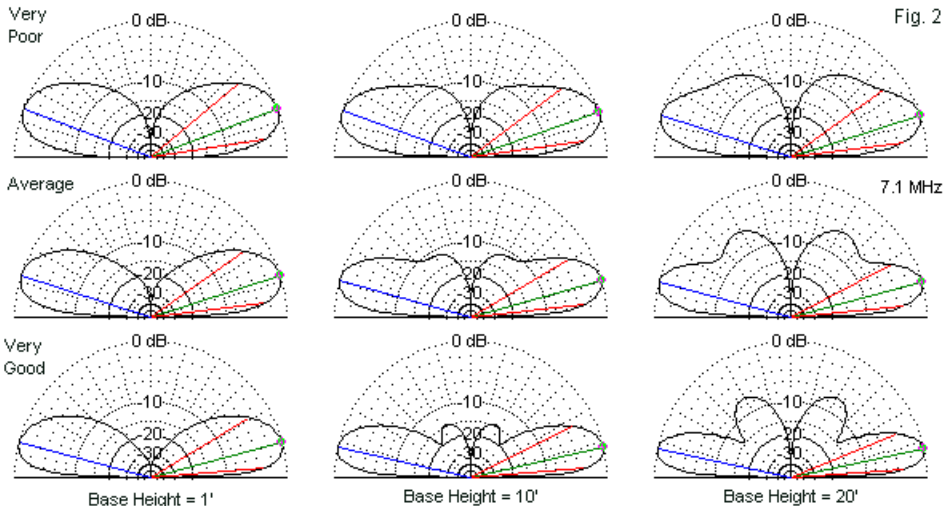 Very
Poor
0 dB
-10
20
30
0 dB
-10
20
30
0 dB
-10
20
30
Fig. 2
Average
0 dB
-10
20
30
0 dB
-10
20
30
0 dB
-10
20
30
7.1 MHz
Very
Good
0 dB
-10
20
30
0 dB
-10
20
30
0 dB
-10
20
30
Base Height = 1'
Base Height = 10'
Base Height = 20'